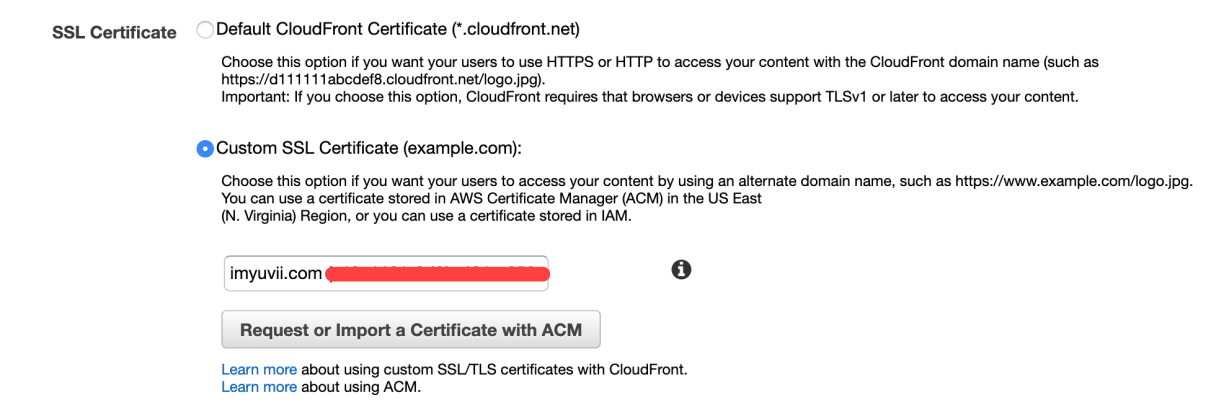 SSL Certificate
Default CloudFront Certificate (*.cloudfront.net)
Choose this option if you want your users to use HTTPS or HTTP to access your content with the CloudFront domain name (such as
https://d111111abcdef8.cloudfront.net/logo.jpg).
Important: If you choose this option, CloudFront requires that browsers or devices support TLSv1 or later to access your content.
Custom SSL Certificate (example.com):
Choose this option if you want your users to access your content by using an alternate domain name, such as https://www.example.com/logo.jpg.
You can use a certificate stored in AWS Certificate Manager (ACM) in the US East
(N. Virginia) Region, or you can use a certificate stored in IAM.
imyuvii.com
Request or Import a Certificate with ACM
Learn more about using custom SSL/TLS certificates with CloudFront.
Learn more about using ACM.